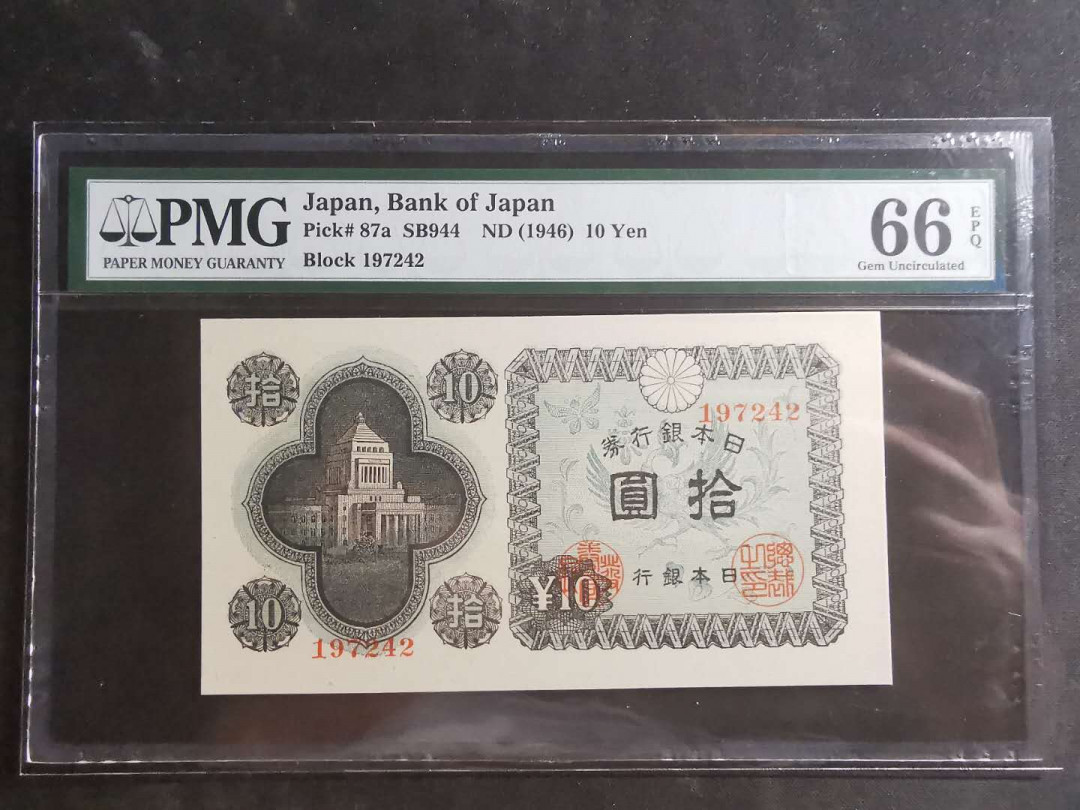 PMG
PAPER MONEY GUARANTY
Japan, Bank of Japan
Pick# 87a SB944 ND (1946) 10 Yen
Block 197242
66
EPQ
Gem Uncirculated
拾
10
197242
券行銀本日
圓拾
行銀本日
¥10
10
拾
197242